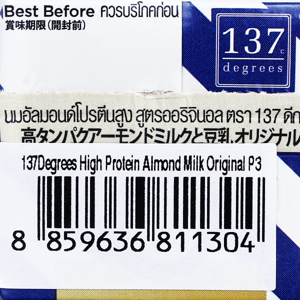 Best Before ควรบริโภคก่อน
賞味期限(開封前)
137
c
degrees
นมอัลมอนด์โปรตีนสูง สูตรออริจินอล ตรา 137 ดีก
高タンパクアーモンドミルクと豆乳, オリジナル
137Degrees High Protein Almond Milk Original P3
8 859636 811304